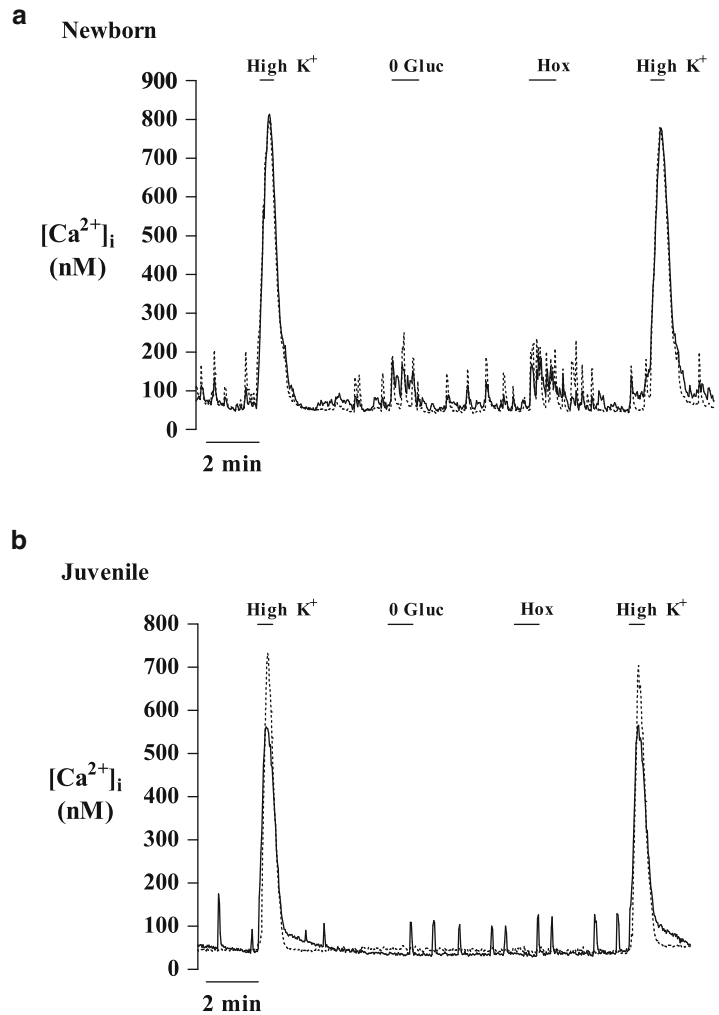 a
Newborn
High K+ 0 Gluc Hox High K+
900
800
700
600
500
400
300
200
100
0
[Ca2+]i
(nM)
2 min
b
Juvenile
High K+ 0 Gluc Hox High K+
800
700
600
500
400
300
200
100
0
[Ca2+]i
(nM)
2 min